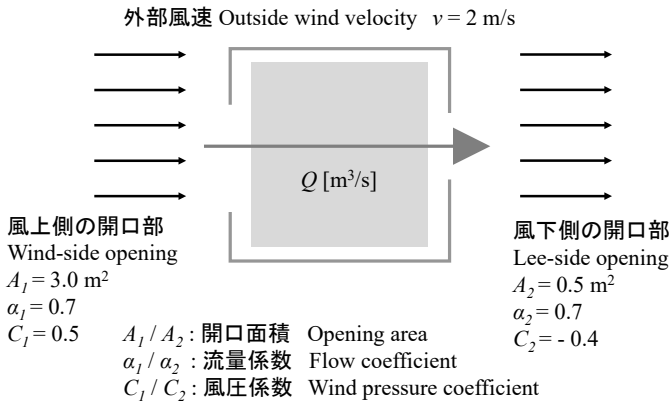 外部風速 Outside wind velocity v = 2 m/s
Q [m³/s]
風上側の開口部
Wind-side opening
A₁ = 3.0 m²
α₁ = 0.7
C₁ = 0.5
風下側の開口部
Lee-side opening
A₂ = 0.5 m²
α₂ = 0.7
C₂ = - 0.4
A₁ / A₂ : 開口面積 Opening area
α₁ / α₂ : 流量係数 Flow coefficient
C₁ / C₂ : 風圧係数 Wind pressure coefficient